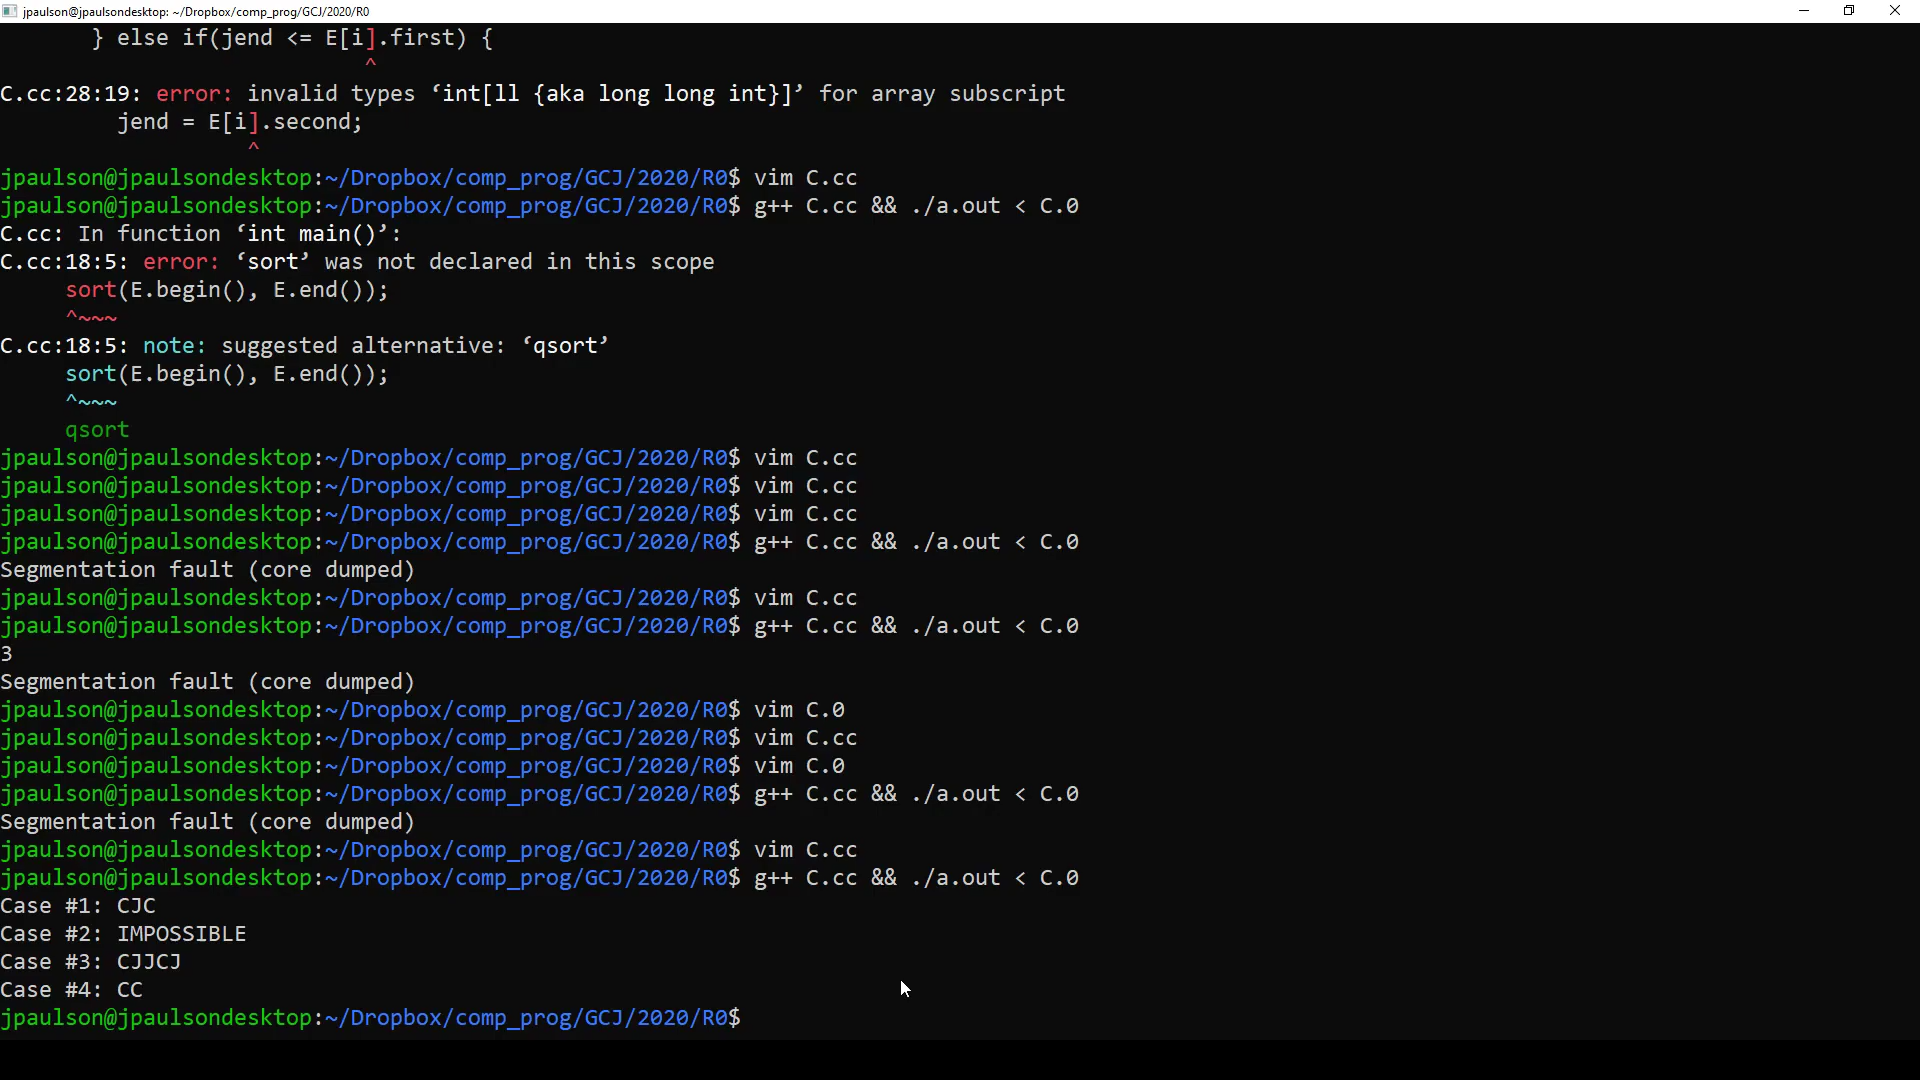 jpaulson@jpaulsondesktop: ~/Dropbox/comp_prog/GCJ/2020/R0
} else if(jend <= E[i].first) {
^
C.cc:28:19: error: invalid types ‘int[ll {aka long long int}]’ for array subscript
jend = E[i].second;
^
jpaulson@jpaulsondesktop:~/Dropbox/comp_prog/GCJ/2020/R0$ vim C.cc
jpaulson@jpaulsondesktop:~/Dropbox/comp_prog/GCJ/2020/R0$ g++ C.cc && ./a.out < C.0
C.cc: In function ‘int main()’:
C.cc:18:5: error: ‘sort’ was not declared in this scope
sort(E.begin(), E.end());
^~~~
C.cc:18:5: note: suggested alternative: ‘qsort’
sort(E.begin(), E.end());
^~~~
qsort
jpaulson@jpaulsondesktop:~/Dropbox/comp_prog/GCJ/2020/R0$ vim C.cc
jpaulson@jpaulsondesktop:~/Dropbox/comp_prog/GCJ/2020/R0$ vim C.cc
jpaulson@jpaulsondesktop:~/Dropbox/comp_prog/GCJ/2020/R0$ vim C.cc
jpaulson@jpaulsondesktop:~/Dropbox/comp_prog/GCJ/2020/R0$ g++ C.cc && ./a.out < C.0
Segmentation fault (core dumped)
jpaulson@jpaulsondesktop:~/Dropbox/comp_prog/GCJ/2020/R0$ vim C.cc
jpaulson@jpaulsondesktop:~/Dropbox/comp_prog/GCJ/2020/R0$ g++ C.cc && ./a.out < C.0
3
Segmentation fault (core dumped)
jpaulson@jpaulsondesktop:~/Dropbox/comp_prog/GCJ/2020/R0$ vim C.0
jpaulson@jpaulsondesktop:~/Dropbox/comp_prog/GCJ/2020/R0$ vim C.cc
jpaulson@jpaulsondesktop:~/Dropbox/comp_prog/GCJ/2020/R0$ vim C.0
jpaulson@jpaulsondesktop:~/Dropbox/comp_prog/GCJ/2020/R0$ g++ C.cc && ./a.out < C.0
Segmentation fault (core dumped)
jpaulson@jpaulsondesktop:~/Dropbox/comp_prog/GCJ/2020/R0$ vim C.cc
jpaulson@jpaulsondesktop:~/Dropbox/comp_prog/GCJ/2020/R0$ g++ C.cc && ./a.out < C.0
Case #1: CJC
Case #2: IMPOSSIBLE
Case #3: CJJCJ
Case #4: CC
jpaulson@jpaulsondesktop:~/Dropbox/comp_prog/GCJ/2020/R0$